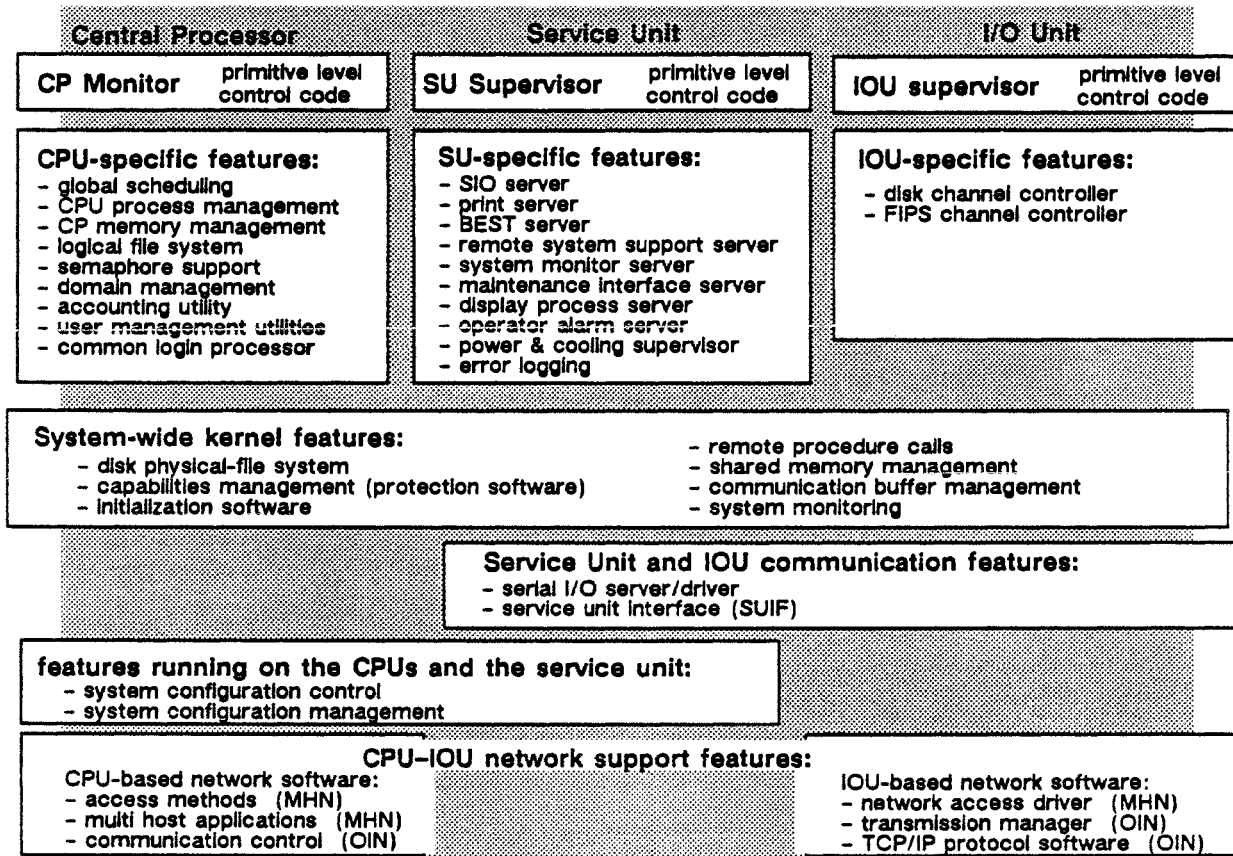 Central Processor
Service Unit
I/O Unit
CP Monitor primitive level
control code
SU Supervisor primitive level
control code
IOU supervisor primitive level
control code
CPU-specific features:
- global scheduling
- CPU process management
- CP memory management
- logical file system
- semaphore support
- domain management
- accounting utility
- user management utilities
- common login processor
SU-specific features:
- SIO server
- print server
- BEST server
- remote system support server
- system monitor server
- maintenance interface server
- display process server
- operator alarm server
- power & cooling supervisor
- error logging
IOU-specific features:
- disk channel controller
- FIPS channel controller
System-wide kernel features:
- disk physical-file system
- capabilities management (protection software)
- initialization software
- remote procedure calls
- shared memory management
- communication buffer management
- system monitoring
Service Unit and IOU communication features:
- serial I/O server/driver
- service unit interface (SUIF)
features running on the CPUs and the service unit:
- system configuration control
- system configuration management
CPU-IOU network support features:
CPU-based network software:
- access methods (MHN)
- multi host applications (MHN)
- communication control (OIN)
IOU-based network software:
- network access driver (MHN)
- transmission manager (OIN)
- TCP/IP protocol software (OIN)